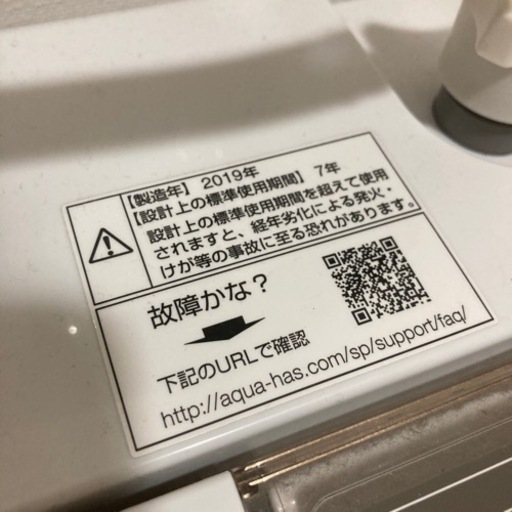 【製造年】 2019年
【設計上の標準使用期間】 7年
設計上の標準使用期間を超えて使用
されますと、経年劣化による発火・
けが等の事故に至る恐れがあります。
故障かな？
下記のURLで確認
http://aqua-has.com/sp/support/faq/